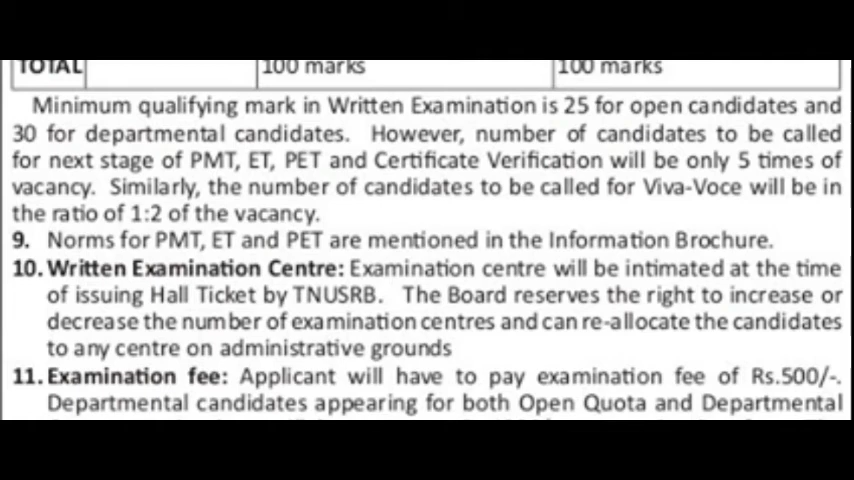 TOTAL 100 marks 100 marks
Minimum qualifying mark in Written Examination is 25 for open candidates and
30 for departmental candidates. However, number of candidates to be called
for next stage of PMT, ET, PET and Certificate Verification will be only 5 times of
vacancy. Similarly, the number of candidates to be called for Viva-Voce will be in
the ratio of 1:2 of the vacancy.
9. Norms for PMT, ET and PET are mentioned in the Information Brochure.
10. Written Examination Centre: Examination centre will be intimated at the time
of issuing Hall Ticket by TNUSRB. The Board reserves the right to increase or
decrease the number of examination centres and can re-allocate the candidates
to any centre on administrative grounds
11. Examination fee: Applicant will have to pay examination fee of Rs.500/-.
Departmental candidates appearing for both Open Quota and Departmental